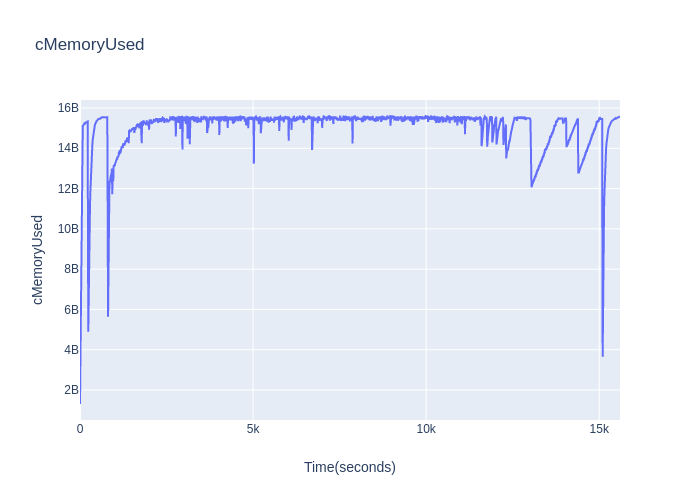 cMemoryUsed
16B
14B
12B
10B
8B
6B
4B
2B
0
5k
10k
15k
cMemoryUsed
Time(seconds)